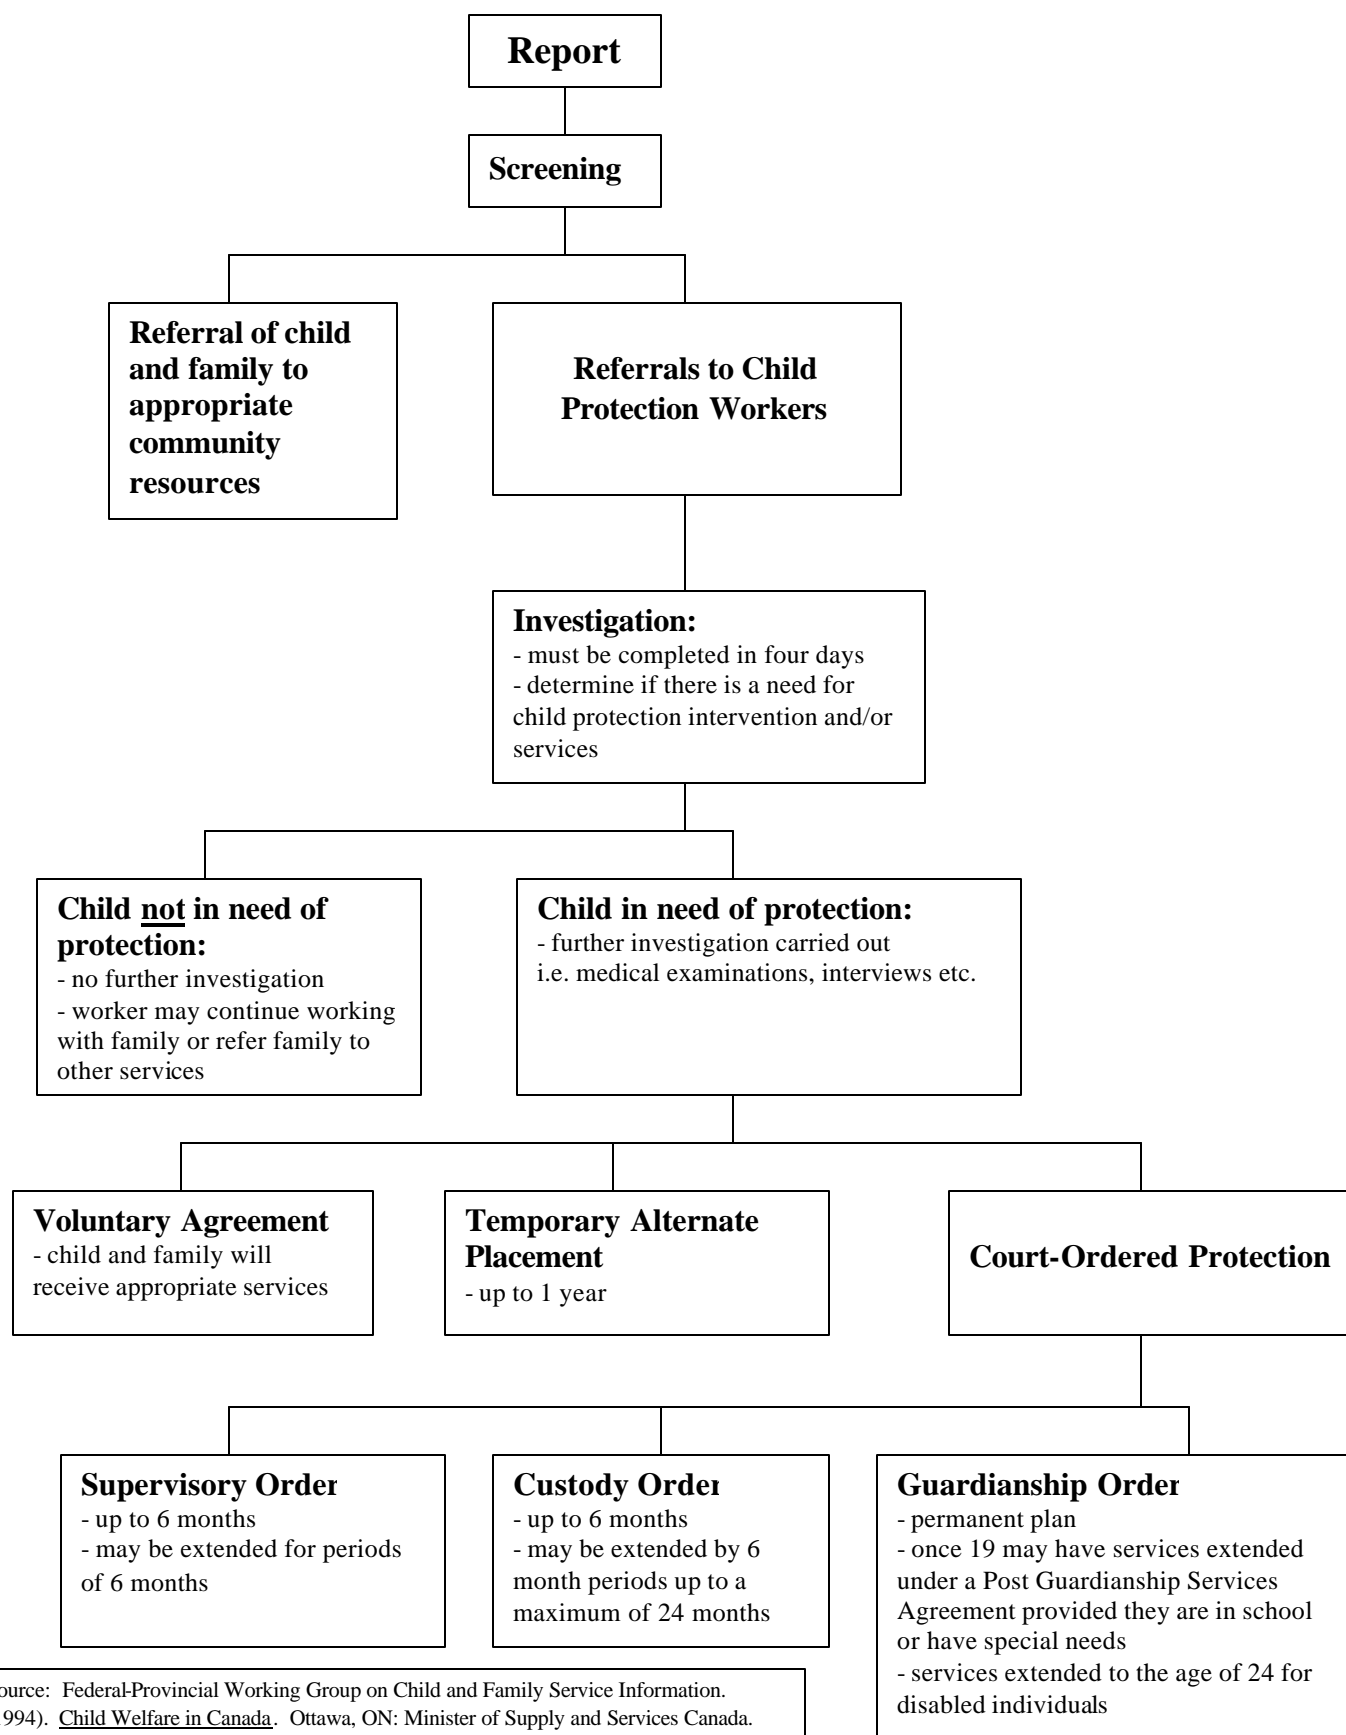 Report
Screening
Referral of child
and family to
appropriate
community
resources
Referrals to Child
Protection Workers
Investigation:
- must be completed in four days
- determine if there is a need for
child protection intervention and/or
services
Child not in need of
protection:
- no further investigation
- worker may continue working
with family or refer family to
other services
Child in need of protection:
- further investigation carried out
i.e. medical examinations, interviews etc.
Voluntary Agreement
- child and family will
receive appropriate services
Temporary Alternate
Placement
- up to 1 year
Court-Ordered Protection
Supervisory Order
- up to 6 months
- may be extended for periods
of 6 months
Custody Order
- up to 6 months
- may be extended by 6
month periods up to a
maximum of 24 months
Guardianship Order
- permanent plan
- once 19 may have services extended
under a Post Guardianship Services
Agreement provided they are in school
or have special needs
- services extended to the age of 24 for
disabled individuals
ource: Federal-Provincial Working Group on Child and Family Service Information.
994). Child Welfare in Canada. Ottawa, ON: Minister of Supply and Services Canada.